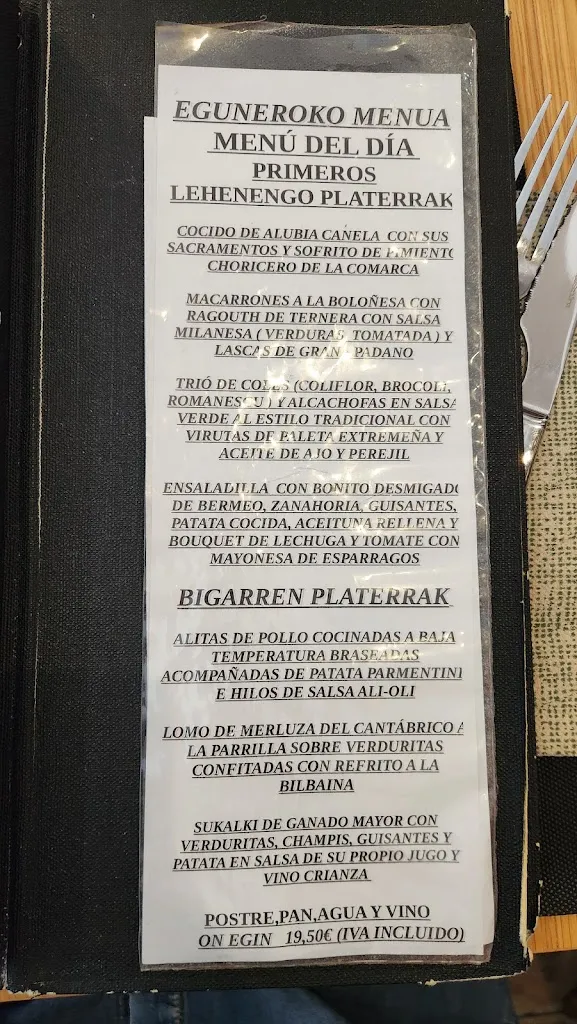 EGUNEROKO MENUA
MENÚ DEL DÍA
PRIMEROS
LEHENENGO PLATERRAK
COCIDO DE ALUBIA CANELA CON SUS
SACRAMENTOS Y SOFRITO DE PIMIENTO
CHORICERO DE LA COMARCA
MACARRONES A LA BOLOÑESA CON
RAGOUTH DE TERNERA CON SALSA
MILANESA ( VERDURAS, TOMATADA ) Y
LASCAS DE GRAN PADANO
TRIÓ DE COLES (COLIFLOR, BROCOLI,
ROMANESCU ) Y ALCACHOFAS EN SALSA
VERDE AL ESTILO TRADICIONAL CON
VIRUTAS DE PALETA EXTREMEÑA Y
ACEITE DE AJO Y PEREJIL
ENSALADILLA CON BONITO DESMIGADO
DE BERMEO, ZANAHORIA, GUISANTES,
PATATA COCIDA, ACEITUNA RELLENA Y
BOUQUET DE LECHUGA Y TOMATE CON
MAYONESA DE ESPARRAGOS
BIGARREN PLATERRAK
ALITAS DE POLLO COCINADAS A BAJA
TEMPERATURA BRASEADAS
ACOMPAÑADAS DE PATATA PARMENTINE
E HILOS DE SALSA ALI-OLI
LOMO DE MERLUZA DEL CANTÁBRICO A
LA PARRILLA SOBRE VERDURITAS
CONFITADAS CON REFRITO A LA
BILBAINA
SUKALKI DE GANADO MAYOR CON
VERDURITAS, CHAMPIS, GUISANTES Y
PATATA EN SALSA DE SU PROPIO JUGO Y
VINO CRIANZA
POSTRE,PAN,AGUA Y VINO
ON EGIN 19,50€ (IVA INCLUIDO)